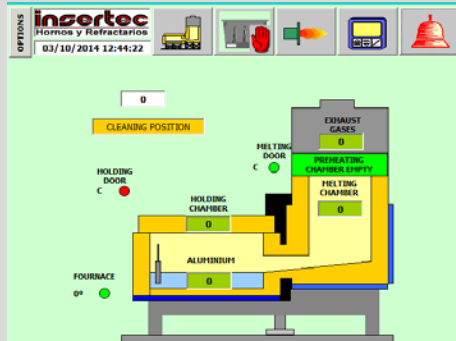 OPTIONS
insertec
Hornos y Refractarios
03/10/2014 12:44:22
0
CLEANING POSITION
EXHAUST
GASES
0
MELTING
DOOR
C
PREHEATING
CHAMBER EMPTY
MELTING
CHAMBER
0
HOLDING
DOOR
C
HOLDING
CHAMBER
0
ALUMINIUM
0
FOURNACE
0º